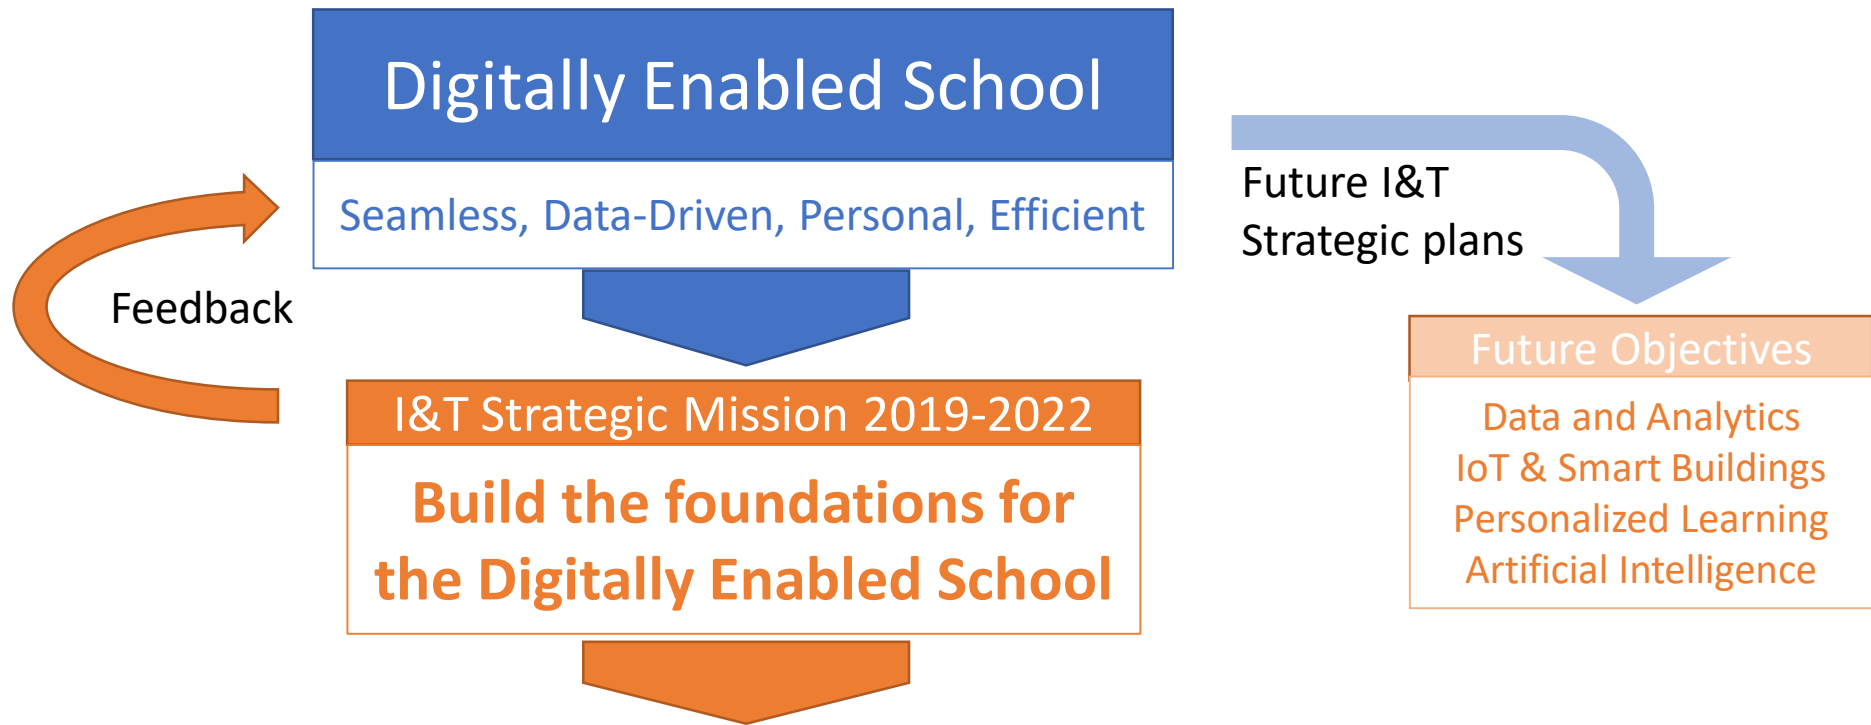 Digitally Enabled School
Seamless, Data-Driven, Personal, Efficient
Feedback
I&T Strategic Mission 2019-2022
Build the foundations for
the Digitally Enabled School
Future I&T
Strategic plans
Future Objectives
Data and Analytics
IoT & Smart Buildings
Personalized Learning
Artificial Intelligence